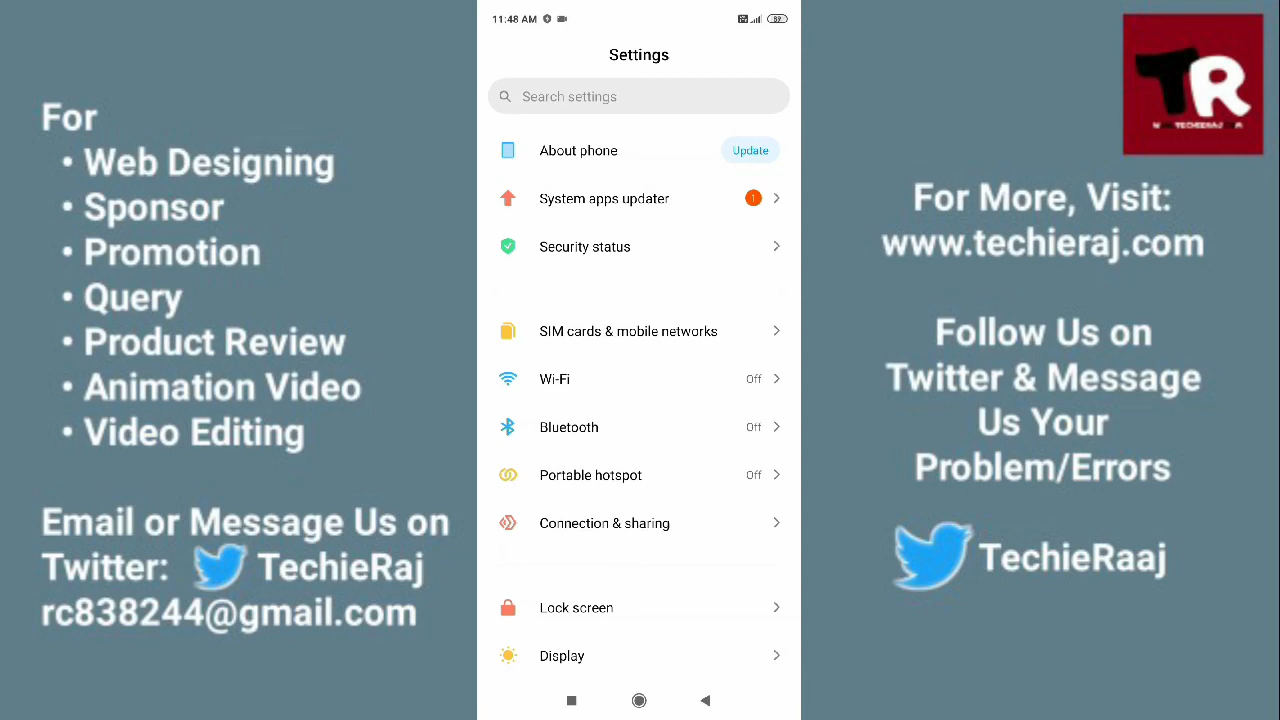 For
• Web Designing
• Sponsor
• Promotion
• Query
• Product Review
• Animation Video
• Video Editing
Email or Message Us on
Twitter: TechieRaj
rc838244@gmail.com
11:48 AM
89
Settings
Search settings
About phone Update
System apps updater 1
Security status
SIM cards & mobile networks
Wi-Fi Off
Bluetooth Off
Portable hotspot Off
Connection & sharing
Lock screen
Display
TR
For More, Visit:
www.techieraj.com
Follow Us on
Twitter & Message
Us Your
Problem/Errors
TechieRaaj